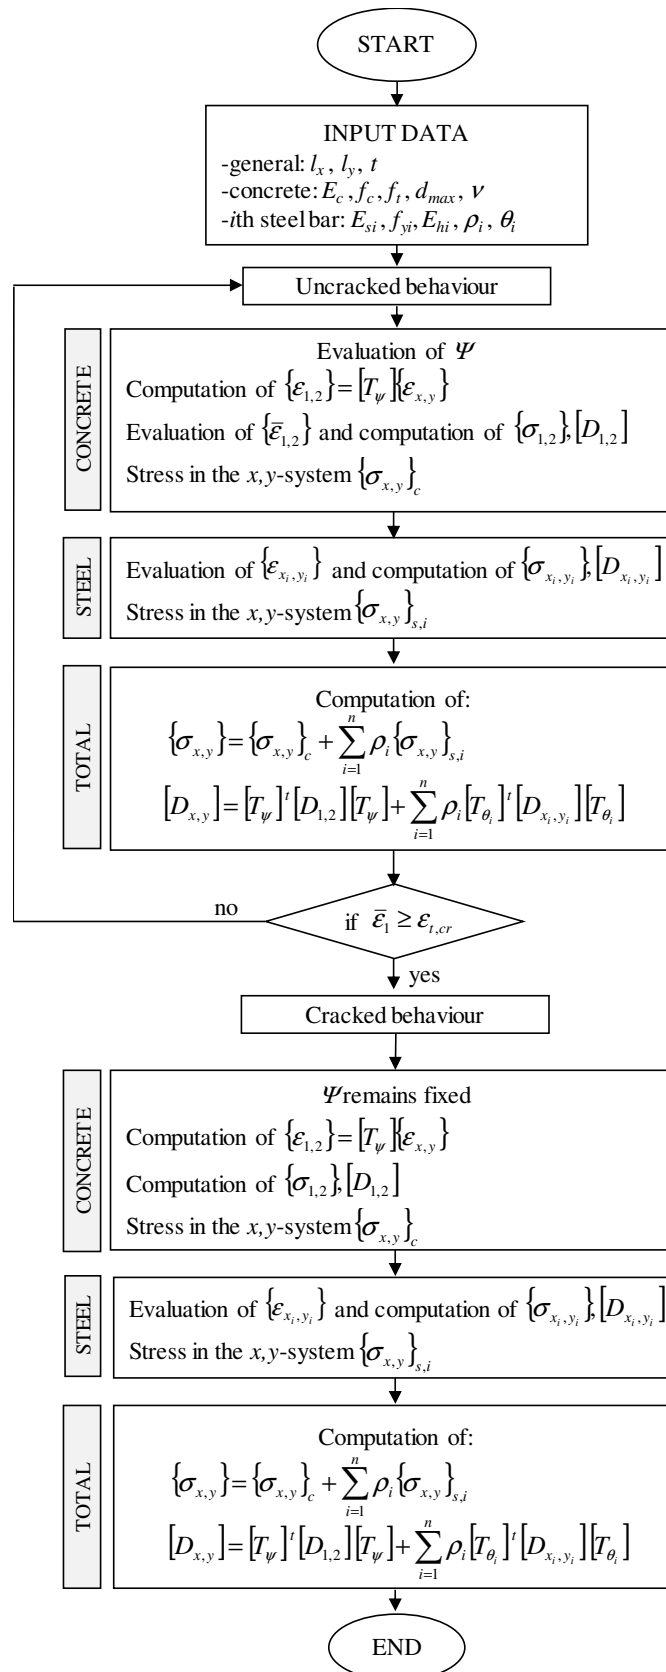 START
INPUT DATA
-general: l_x, l_y, t
-concrete: E_c, f_c, f_t, d_max, ν
-ith steel bar: E_si, f_yi, E_hi, ρ_i, θ_i
Uncracked behaviour
CONCRETE
Evaluation of Ψ
Computation of {ε_1,2}=[T_ψ]{ε_x,y}
Evaluation of {ε̄_1,2} and computation of {σ_1,2},[D_1,2]
Stress in the x,y-system {σ_x,y}_c
STEEL
Evaluation of {ε_xi,yi} and computation of {σ_xi,yi},[D_xi,yi]
Stress in the x,y-system {σ_x,y}_s,i
TOTAL
Computation of:
{σ_x,y}={σ_x,y}_c + ∑_{i=1}^{n} ρ_i{σ_x,y}_s,i
[D_x,y]=[T_ψ]^t[D_1,2][T_ψ]+∑_{i=1}^{n} ρ_i[T_θi]^t[D_xi,yi][T_θi]
no
if ε̄_1 ≥ ε_t,cr
yes
Cracked behaviour
CONCRETE
Ψ remains fixed
Computation of {ε_1,2}=[T_ψ]{ε_x,y}
Computation of {σ_1,2},[D_1,2]
Stress in the x,y-system {σ_x,y}_c
STEEL
Evaluation of {ε_xi,yi} and computation of {σ_xi,yi},[D_xi,yi]
Stress in the x,y-system {σ_x,y}_s,i
TOTAL
Computation of:
{σ_x,y}={σ_x,y}_c + ∑_{i=1}^{n} ρ_i{σ_x,y}_s,i
[D_x,y]=[T_ψ]^t[D_1,2][T_ψ]+∑_{i=1}^{n} ρ_i[T_θi]^t[D_xi,yi][T_θi]
END